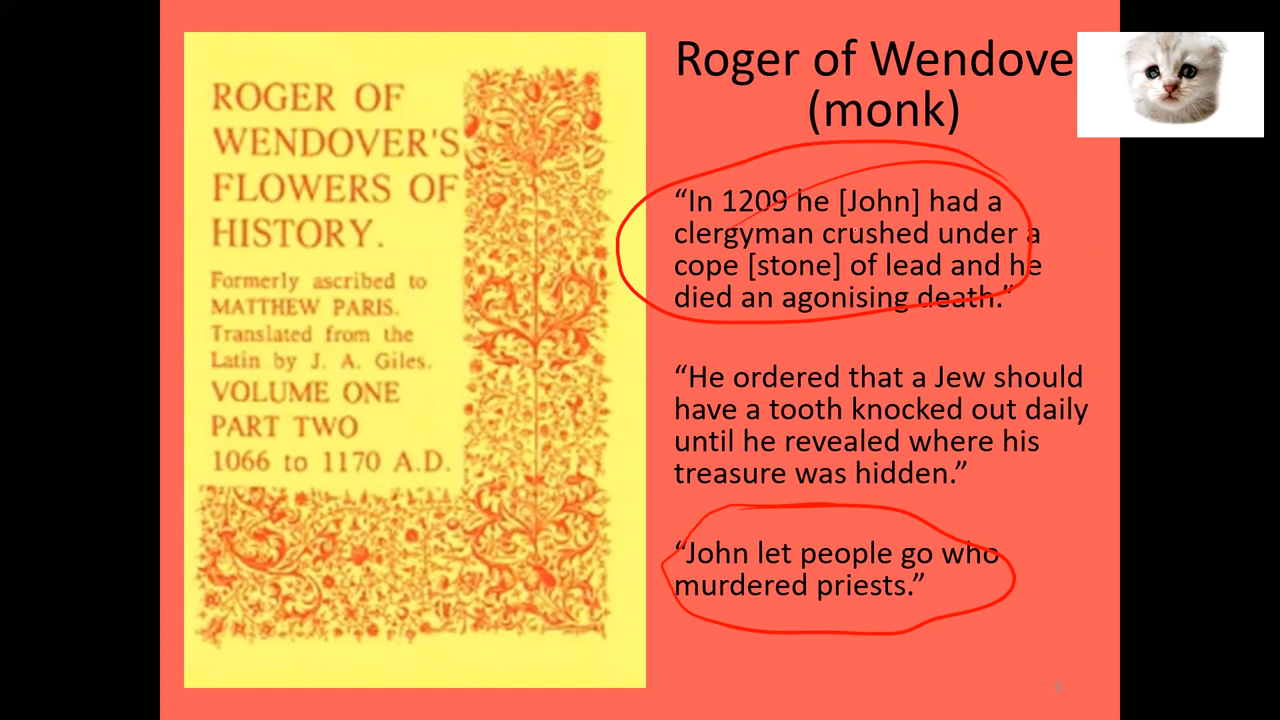 ROGER OF
WENDOVER'S
FLOWERS OF
HISTORY.
Formerly ascribed to
MATTHEW PARIS.
Translated from the
Latin by J. A. Giles.
VOLUME ONE
PART TWO
1066 to 1170 A.D.
Roger of Wendove
(monk)
“In 1209 he [John] had a
clergyman crushed under a
cope [stone] of lead and he
died an agonising death.”
“He ordered that a Jew should
have a tooth knocked out daily
until he revealed where his
treasure was hidden.”
“John let people go who
murdered priests.”